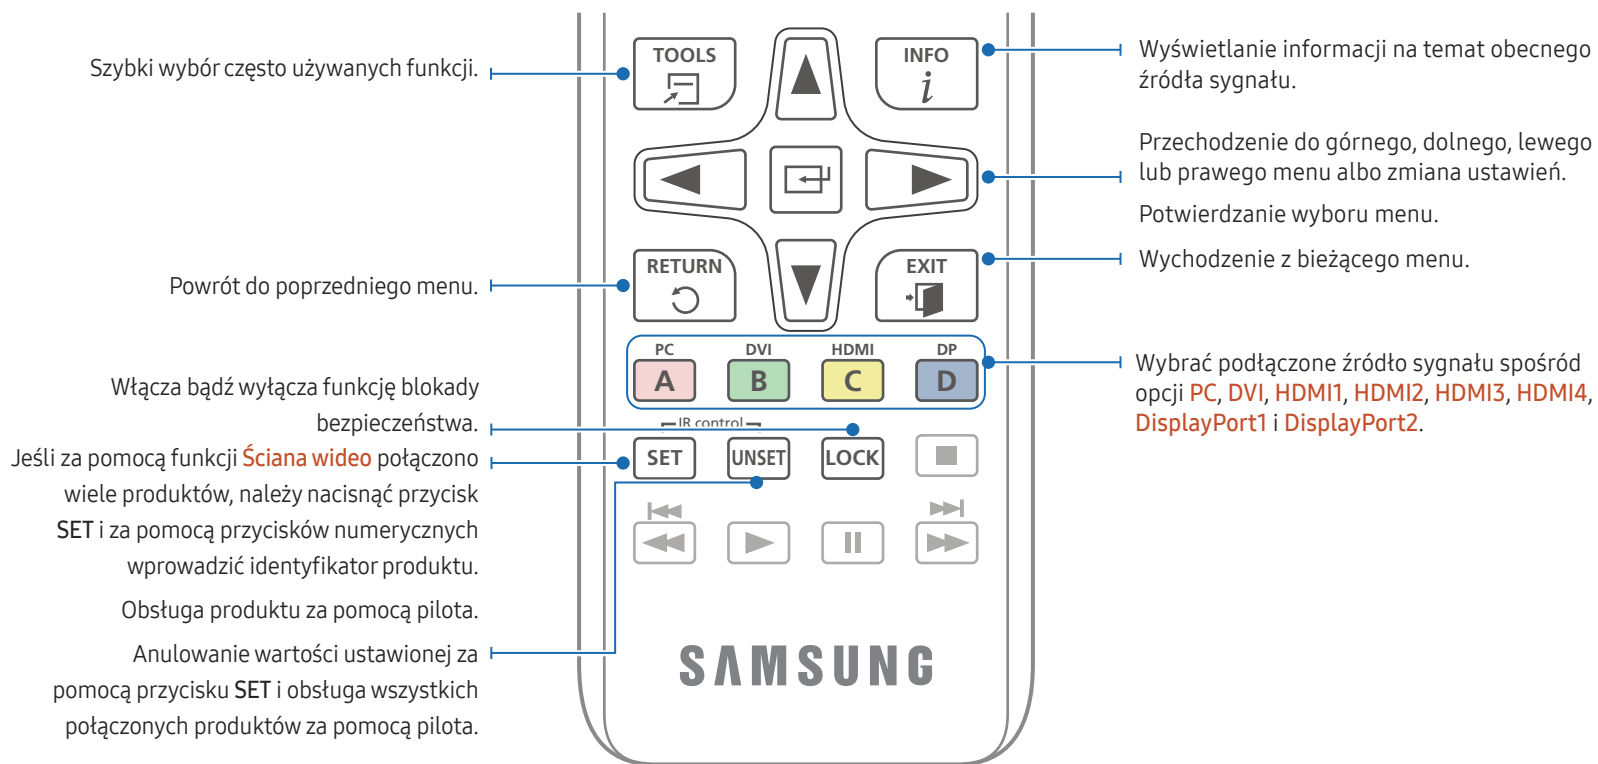 Szybki wybór często używanych funkcji.
Powrót do poprzedniego menu.
Włącza bądź wyłącza funkcję blokady
bezpieczeństwa.
Jeśli za pomocą funkcji Ściana wideo połączono
wiele produktów, należy nacisnąć przycisk
SET i za pomocą przycisków numerycznych
wprowadzić identyfikator produktu.
Obsługa produktu za pomocą pilota.
Anulowanie wartości ustawionej za
pomocą przycisku SET i obsługa wszystkich
połączonych produktów za pomocą pilota.
TOOLS
INFO
i
RETURN
EXIT
PC DVI HDMI DP
A B C D
IR control
SET UNSET LOCK
SAMSUNG
Wyświetlanie informacji na temat obecnego
źródła sygnału.
Przechodzenie do górnego, dolnego, lewego
lub prawego menu albo zmiana ustawień.
Potwierdzanie wyboru menu.
Wychodzenie z bieżącego menu.
Wybrać podłączone źródło sygnału spośród
opcji PC, DVI, HDMI1, HDMI2, HDMI3, HDMI4,
DisplayPort1 i DisplayPort2.